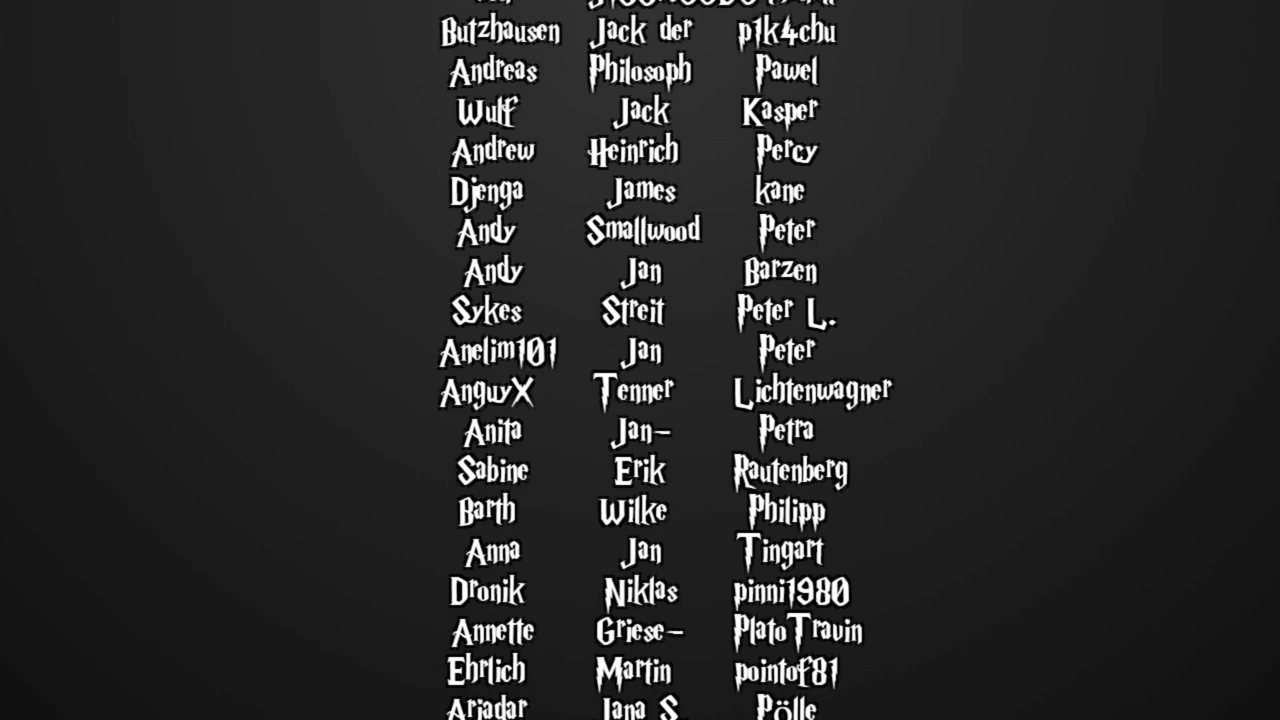 Butzhausen
Andreas
Wulf
Andrew
Djenga
Andy
Andy
Sykes
Anelim101
AnguyX
Anita
Sabine
Barth
Anna
Dronik
Annette
Ehrlich
Ariadar
Jack der
Philosoph
Jack
Heinrich
James
Smallwood
Jan
Streit
Jan
Tenner
Jan-
Erik
Wilke
Jan
Niklas
Griese-
Martin
Jana S.
p1k4chu
Pawel
Kasper
Percy
kane
Peter
Barzen
Peter L.
Peter
Lichtenwagner
Petra
Rautenberg
Philipp
Tingart
pinni1980
PlatoTravin
pointof81
Pölle